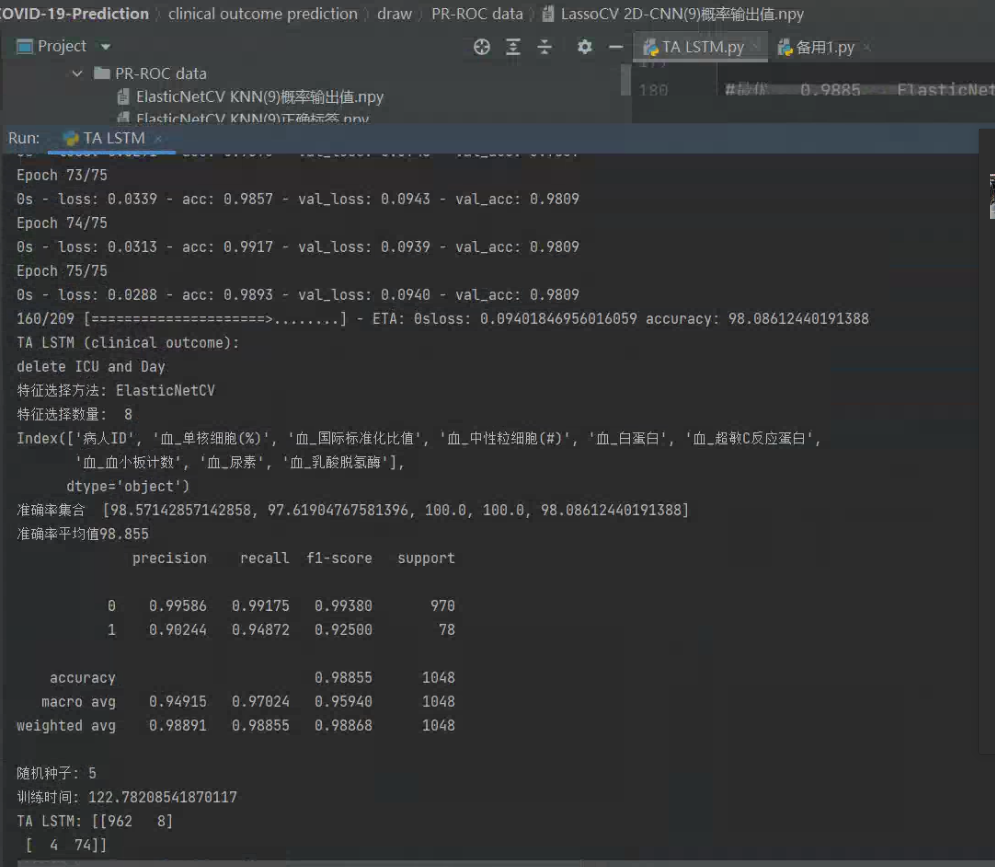 COVID-19-Prediction clinical outcome prediction draw PR-ROC data LassoCV 2D-CNN(9)概率输出值.npy
Project TA LSTM.py 备用1.py
PR-ROC data
ElasticNetCV KNN(9)概率输出值.npy
180 #最优 0.9885 ElasticNet
ElasticNetCV KNN(9)正确标签.npy
Run: TA LSTM
Epoch 73/75
0s - loss: 0.0339 - acc: 0.9857 - val_loss: 0.0943 - val_acc: 0.9809
Epoch 74/75
0s - loss: 0.0313 - acc: 0.9917 - val_loss: 0.0939 - val_acc: 0.9809
Epoch 75/75
0s - loss: 0.0288 - acc: 0.9893 - val_loss: 0.0940 - val_acc: 0.9809
160/209 [=====================>........] - ETA: 0sloss: 0.09401846956016059 accuracy: 98.08612440191388
TA LSTM (clinical outcome):
delete ICU and Day
特征选择方法: ElasticNetCV
特征选择数量: 8
Index(['病人ID', '血_单核细胞(%)', '血_国际标准化比值', '血_中性粒细胞(#)', '血_白蛋白', '血_超敏C反应蛋白',
'血_血小板计数', '血_尿素', '血_乳酸脱氢酶'],
dtype='object')
准确率集合 [98.57142857142858, 97.61904767581396, 100.0, 100.0, 98.08612440191388]
准确率平均值98.855
precision recall f1-score support
0 0.99586 0.99175 0.99380 970
1 0.90244 0.94872 0.92500 78
accuracy 0.98855 1048
macro avg 0.94915 0.97024 0.95940 1048
weighted avg 0.98891 0.98855 0.98868 1048
随机种子: 5
训练时间: 122.78208541870117
TA LSTM: [[962 8]
[ 4 74]]